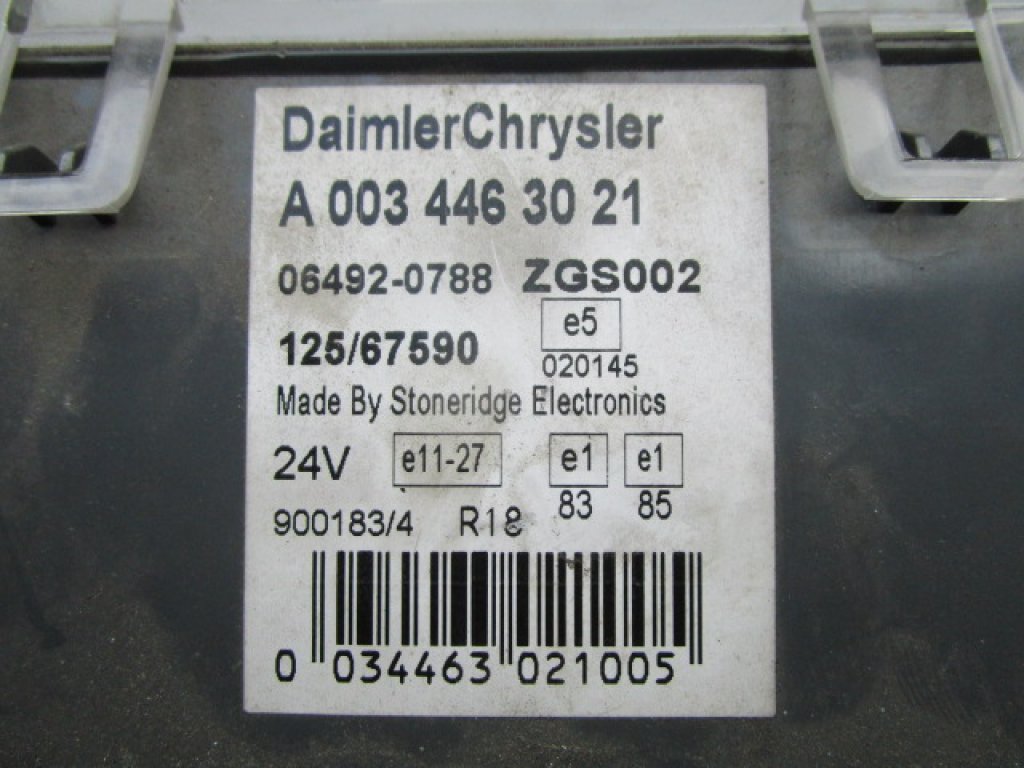 DaimlerChrysler
A 003 446 30 21
06492-0788 ZGS002
125/67590 e5
020145
Made By Stoneridge Electronics
24V e11-27 e1 e1
900183/4 R18 83 85
0 034463 021005